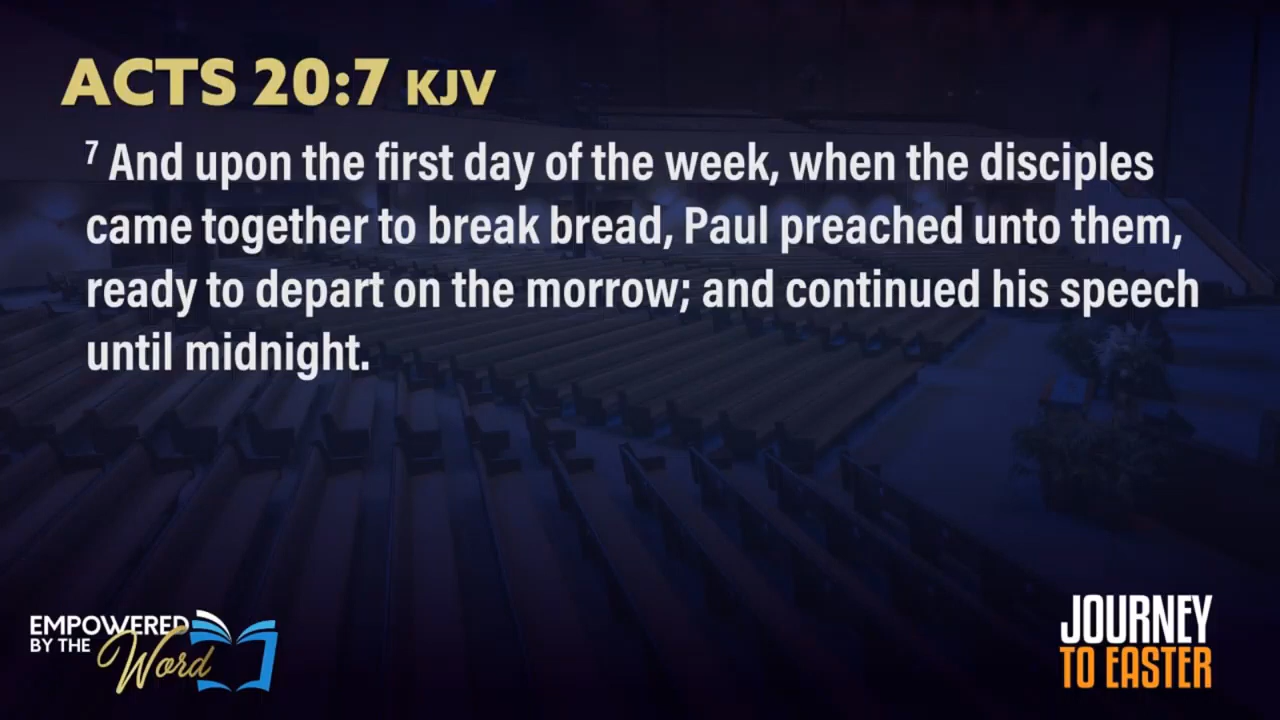 ACTS 20:7 KJV
7 And upon the first day of the week, when the disciples
came together to break bread, Paul preached unto them,
ready to depart on the morrow; and continued his speech
until midnight.
EMPOWERED
BY THE
Word
JOURNEY
TO EASTER